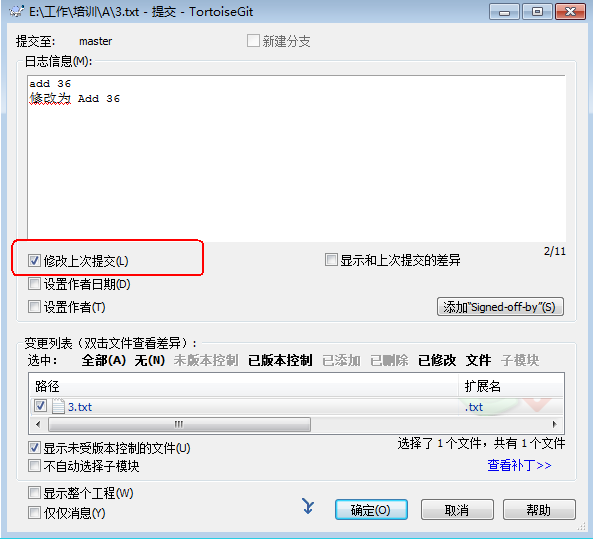 E:\工作\培训\A\3.txt - 提交 - TortoiseGit
提交至: master 新建分支
日志信息(M):
add 36
修改为 Add 36
2/11
修改上次提交(L) 显示和上次提交的差异
设置作者日期(D)
设置作者(T) 添加"Signed-off-by"(S)
变更列表（双击文件查看差异）:
选中: 全部(A) 无(N) 未版本控制 已版本控制 已添加 已删除 已修改 文件 子模块
路径 扩展名
3.txt .txt
显示未受版本控制的文件(U) 选择了 1 个文件，共有 1 个文件
不自动选择子模块 查看补丁>>
显示整个工程(W)
仅仅消息(Y) 确定(O) 取消 帮助